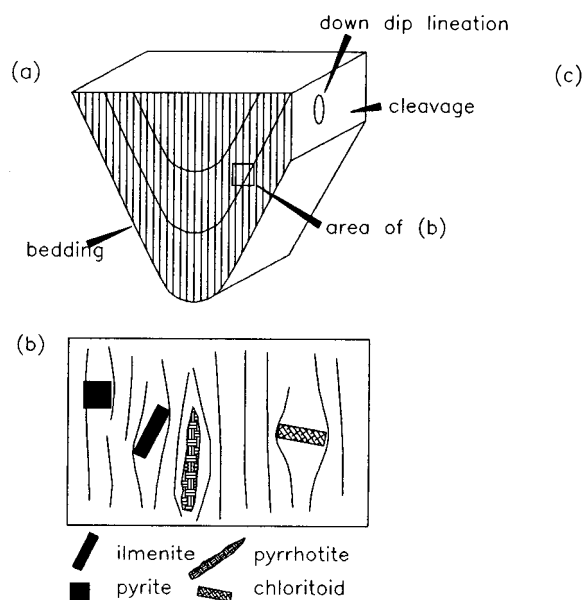 down dip lineation
(a)
(c)
cleavage
area of (b)
bedding
(b)
ilmenite
pyrrhotite
pyrite
chloritoid